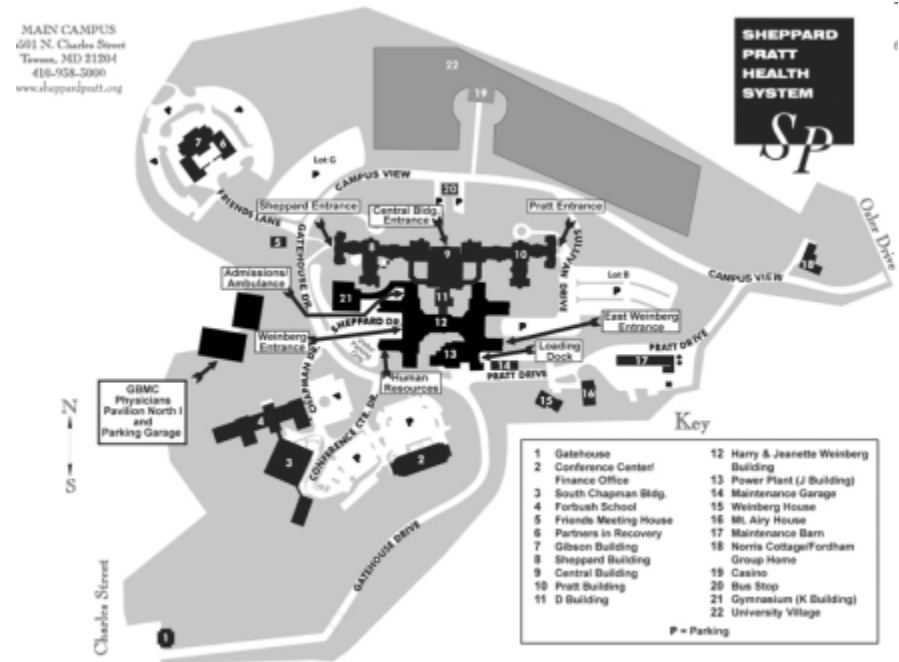 MAIN CAMPUS
6501 N. Charles Street
Towson, MD 21204
410-938-3000
www.sheppardpratt.org
SHEPPARD
PRATT
HEALTH
SYSTEM
SP
22
19
7
6
Lot G
P
CAMPUS VIEW
20
P P
FRIENDS LANE
Sheppard Entrance
Central Bldg.
Entrance
Pratt Entrance
Osler Drive
5
GATEHOUSE DR.
8
9
10
SULLIVAN DRIVE
18
CAMPUS VIEW
Lot B
P
Admissions/
Ambulance
21
11
SHEPPARD DR.
12
P
East Weinberg
Entrance
Weinberg
Entrance
13
Loading
Dock
14
PRATT DRIVE
17
PRATT DRIVE
Human
Resources
15
16
GBMC
Physicians
Pavilion North I
and
Parking Garage
CHAPMAN DR.
CONFERENCE CTR. DR.
4
3
P
P
2
N
S
GATEHOUSE DRIVE
Charles Street
1
Key
1 Gatehouse
2 Conference Center/
Finance Office
3 South Chapman Bldg.
4 Forbush School
5 Friends Meeting House
6 Partners in Recovery
7 Gibson Building
8 Sheppard Building
9 Central Building
10 Pratt Building
11 D Building
12 Harry & Jeanette Weinberg
Building
13 Power Plant (J Building)
14 Maintenance Garage
15 Weinberg House
16 Mt. Airy House
17 Maintenance Barn
18 Norris Cottage/Fordham
Group Home
19 Casino
20 Bus Stop
21 Gymnasium (K Building)
22 University Village
P = Parking